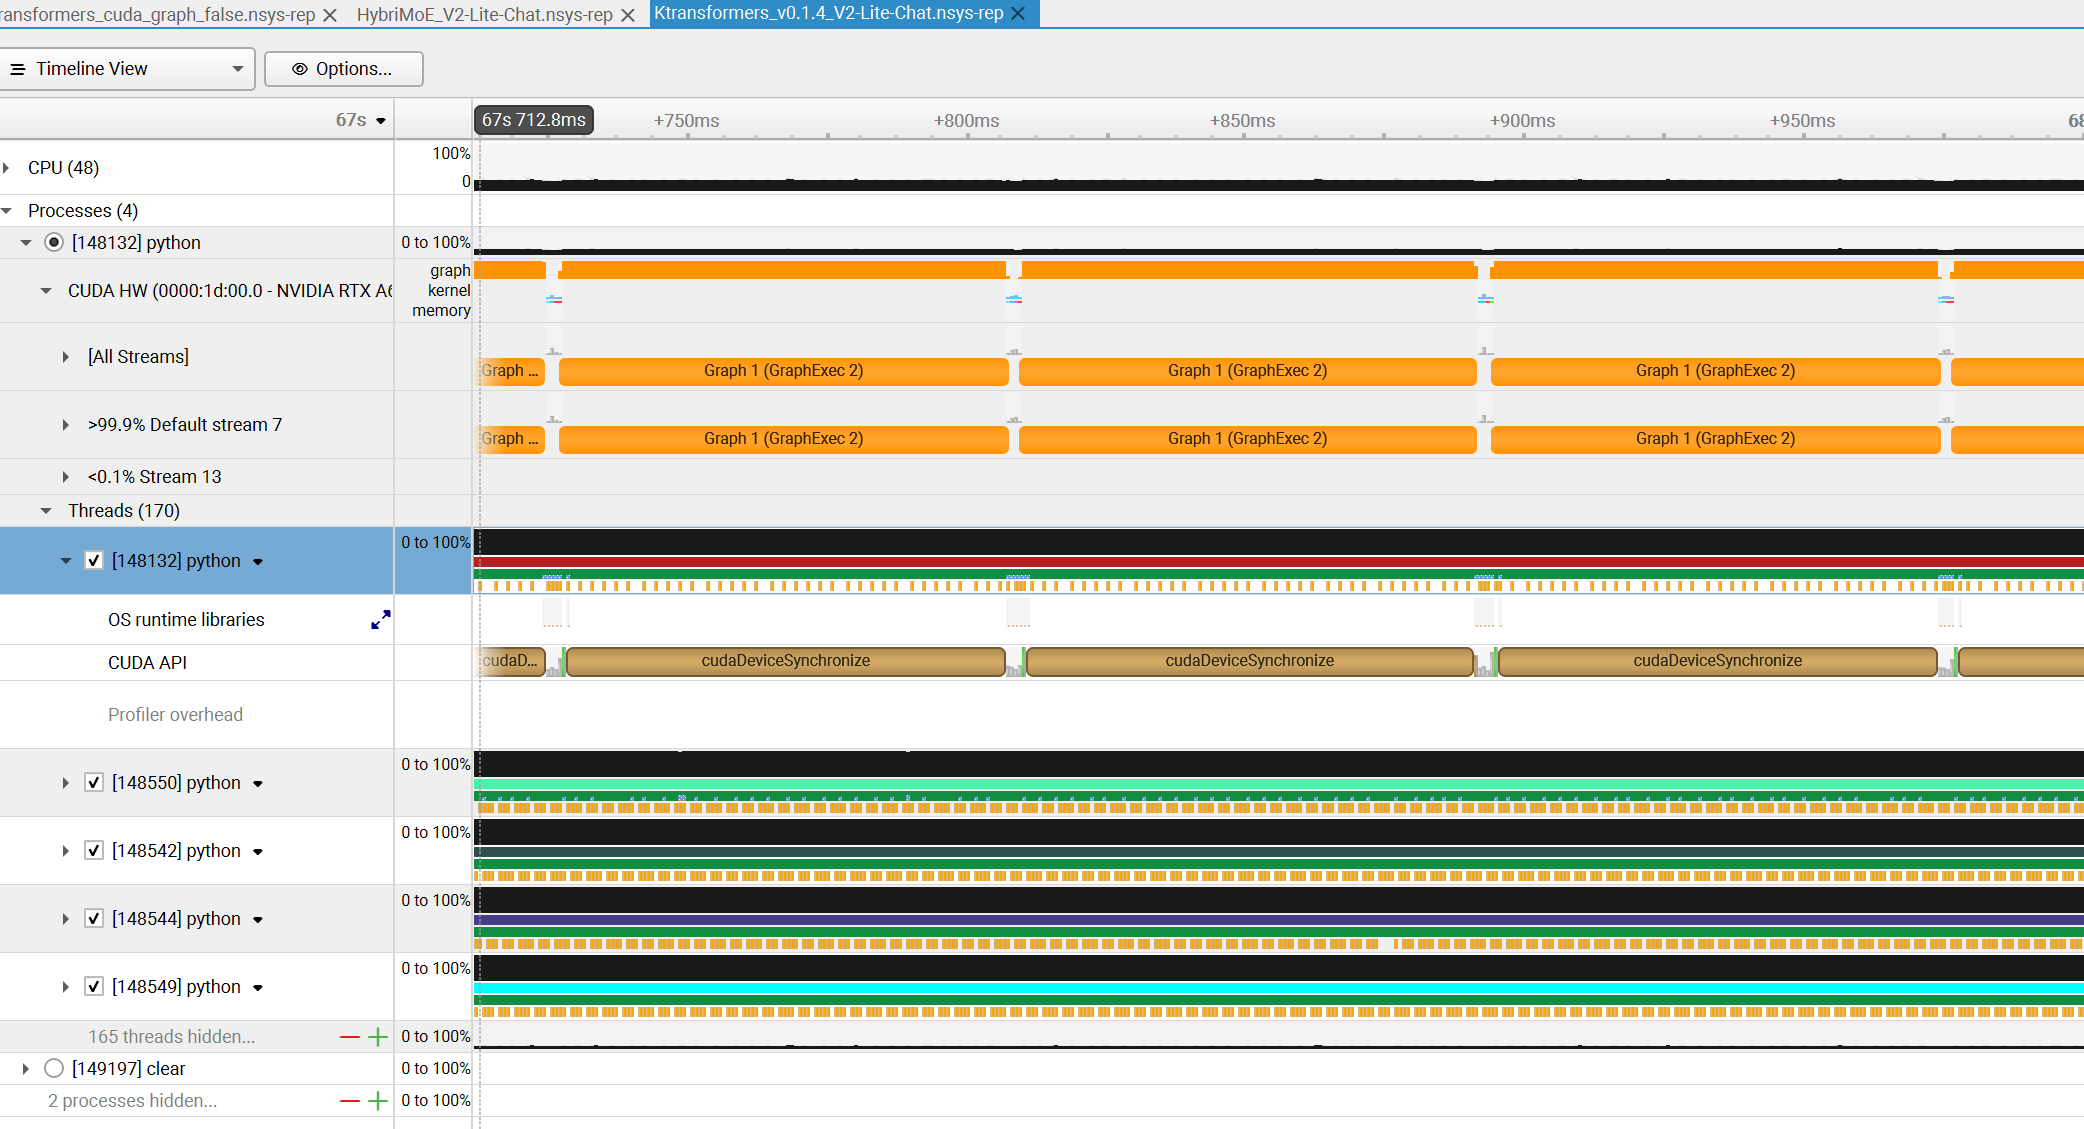 ransformers_cuda_graph_false.nsys-rep HybriMoE_V2-Lite-Chat.nsys-rep Ktransformers_v0.1.4_V2-Lite-Chat.nsys-rep
Timeline View Options...
67s 67s 712.8ms +750ms +800ms +850ms +900ms +950ms 68
CPU (48) 100%
0
Processes (4)
[148132] python 0 to 100%
graph
CUDA HW (0000:1d:00.0 - NVIDIA RTX A6 kernel
memory
[All Streams] Graph ... Graph 1 (GraphExec 2) Graph 1 (GraphExec 2) Graph 1 (GraphExec 2)
>99.9% Default stream 7 Graph ... Graph 1 (GraphExec 2) Graph 1 (GraphExec 2) Graph 1 (GraphExec 2)
<0.1% Stream 13
Threads (170)
[148132] python 0 to 100%
OS runtime libraries
CUDA API cudaD... cudaDeviceSynchronize cudaDeviceSynchronize cudaDeviceSynchronize
Profiler overhead
[148550] python 0 to 100%
[148542] python 0 to 100%
[148544] python 0 to 100%
[148549] python 0 to 100%
165 threads hidden... 0 to 100%
[149197] clear 0 to 100%
2 processes hidden... 0 to 100%